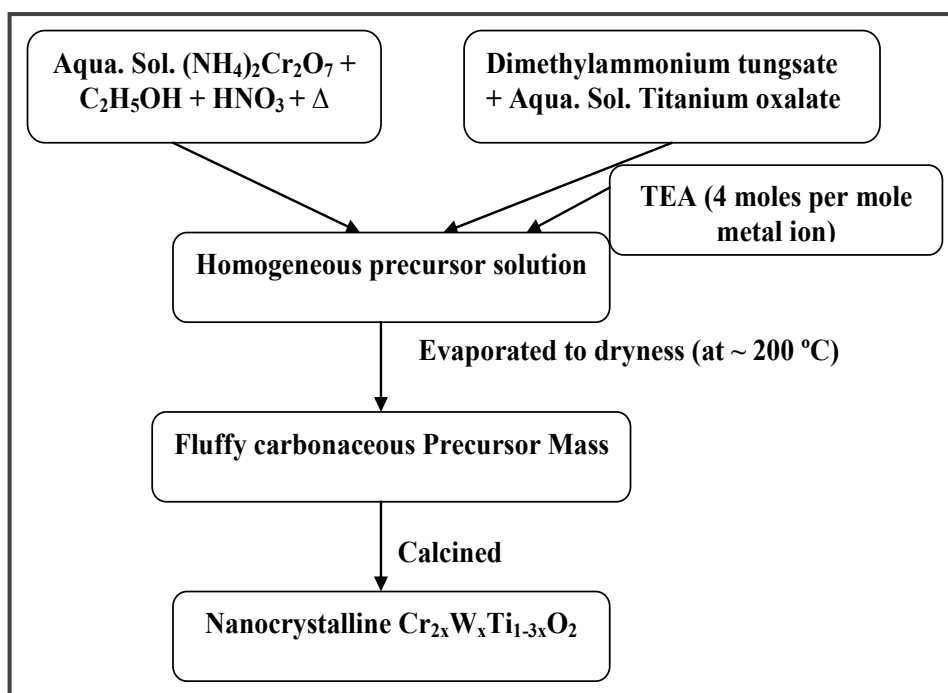 Aqua. Sol. (NH₄)₂Cr₂O₇ +
C₂H₅OH + HNO₃ + Δ
Dimethylammonium tungsate
+ Aqua. Sol. Titanium oxalate
TEA (4 moles per mole
metal ion)
Homogeneous precursor solution
Evaporated to dryness (at ~ 200 ºC)
Fluffy carbonaceous Precursor Mass
Calcined
Nanocrystalline Cr₂ₓWₓTi₁₋₃ₓO₂